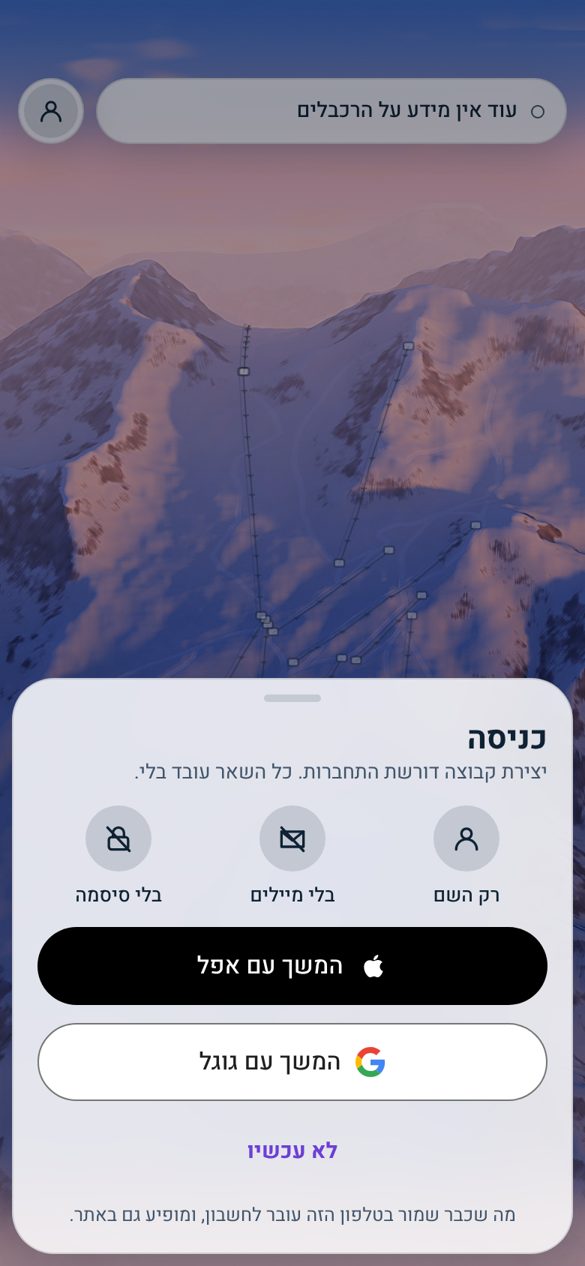 עוד אין מידע על הרכבלים
כניסה
יצירת קבוצה דורשת התחברות. כל השאר עובד בלי.
רק השם
בלי מיילים
בלי סיסמה
המשך עם אפל
המשך עם גוגל
לא עכשיו
מה שכבר שמור בטלפון הזה עובר לחשבון, ומופיע גם באתר.